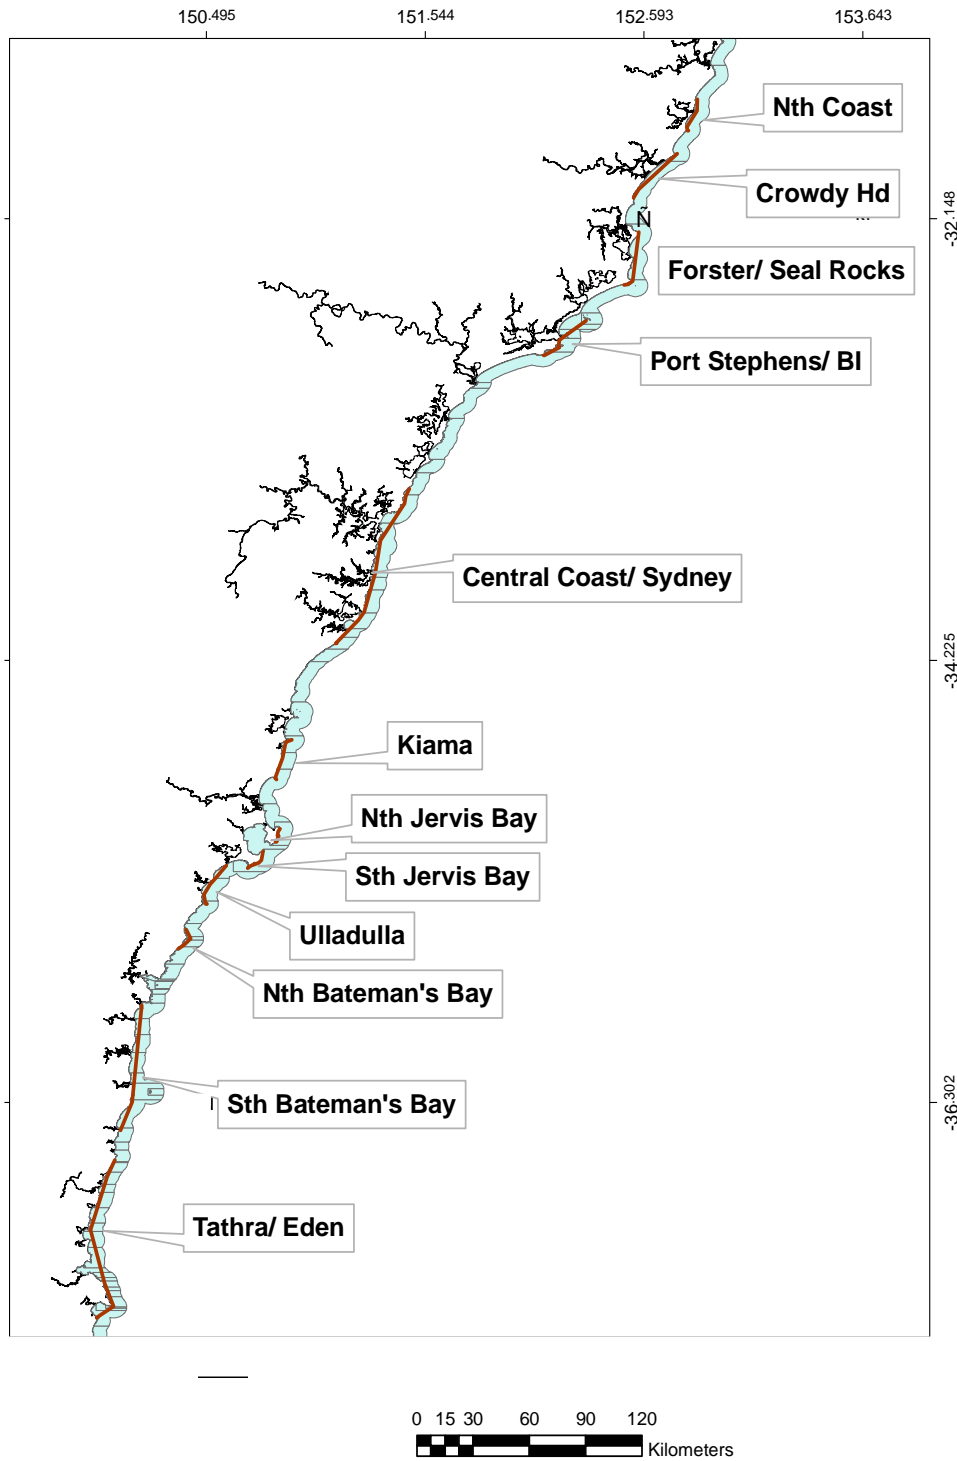 150.495 151.544 152.593 153.643
Nth Coast
Crowdy Hd
-32.148
Ñ
Forster/ Seal Rocks
Port Stephens/ BI
Central Coast/ Sydney
-34.225
Kiama
Nth Jervis Bay
Sth Jervis Bay
Ulladulla
Nth Bateman's Bay
Sth Bateman's Bay
-36.302
Tathra/ Eden
0 15 30 60 90 120
Kilometers